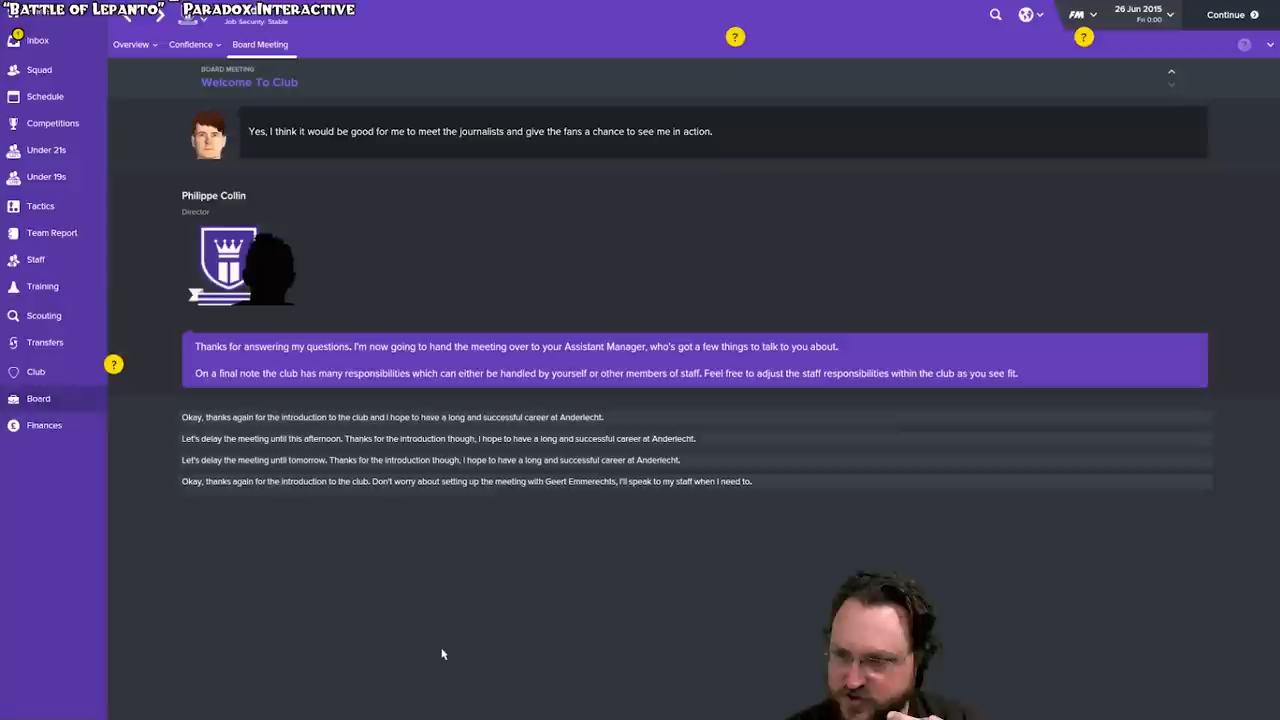 “Battle of Lepanto” – Paradox Interactive
Job Security: Stable
26 Jun 2015
Fri 0:00
FM
Continue
Overview
Confidence
Board Meeting
Inbox
Squad
Schedule
Competitions
Under 21s
Under 19s
Tactics
Team Report
Staff
Training
Scouting
Transfers
Club
Board
Finances
BOARD MEETING
Welcome To Club
Yes, I think it would be good for me to meet the journalists and give the fans a chance to see me in action.
Philippe Collin
Director
Thanks for answering my questions. I'm now going to hand the meeting over to your Assistant Manager, who's got a few things to talk to you about.
On a final note the club has many responsibilities which can either be handled by yourself or other members of staff. Feel free to adjust the staff responsibilities within the club as you see fit.
Okay, thanks again for the introduction to the club and I hope to have a long and successful career at Anderlecht.
Let's delay the meeting until this afternoon. Thanks for the introduction though, I hope to have a long and successful career at Anderlecht.
Let's delay the meeting until tomorrow. Thanks for the introduction though, I hope to have a long and successful career at Anderlecht.
Okay, thanks again for the introduction to the club. Don't worry about setting up the meeting with Geert Emmerechts, I'll speak to my staff when I need to.